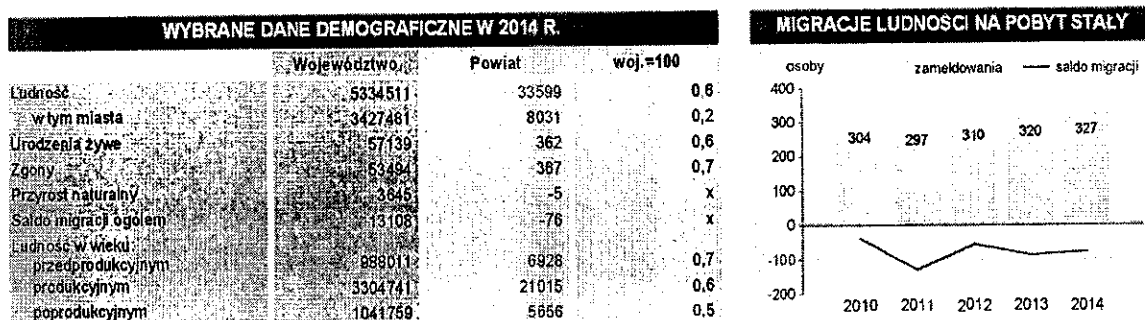 WYBRANE DANE DEMOGRAFICZNE W 2014 R.
Województwo Powiat woj.=100
Ludność 5334511 33599 0,6
w tym miasta 3427461 8031 0,2
Urodzenia żywe 57139 362 0,6
Zgony 53494 367 0,7
Przyrost naturalny 3645 -5 x
Saldo migracji ogółem 13108 -76 x
Ludność w wieku:
przedprodukcyjnym 988011 6928 0,7
produkcyjnym 3304741 21015 0,6
poprodukcyjnym 1041759 5656 0,5
MIGRACJE LUDNOŚCI NA POBYT STAŁY
osoby zameldowania saldo migracji
400
300
200
100
0
-100
-200
304 297 310 320 327
2010 2011 2012 2013 2014